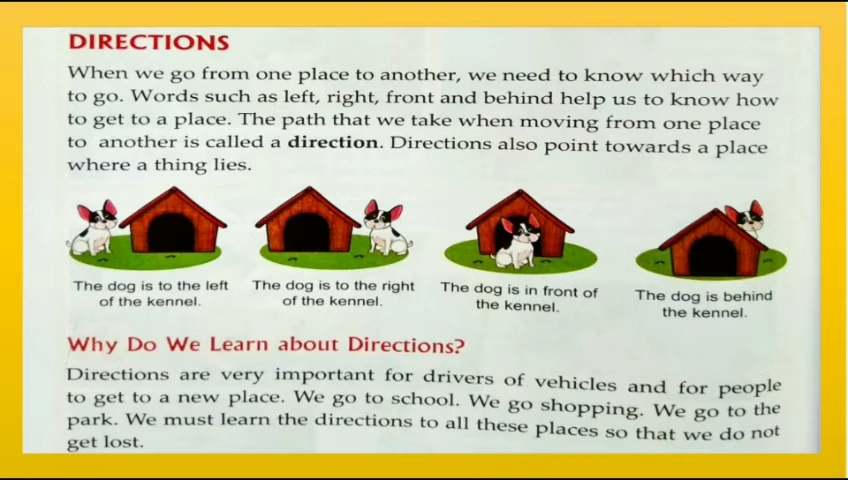 DIRECTIONS
When we go from one place to another, we need to know which way
to go. Words such as left, right, front and behind help us to know how
to get to a place. The path that we take when moving from one place
to another is called a direction. Directions also point towards a place
where a thing lies.
The dog is to the left
of the kennel.
The dog is to the right
of the kennel.
The dog is in front of
the kennel.
The dog is behind
the kennel.
Why Do We Learn about Directions?
Directions are very important for drivers of vehicles and for people
to get to a new place. We go to school. We go shopping. We go to the
park. We must learn the directions to all these places so that we do not
get lost.